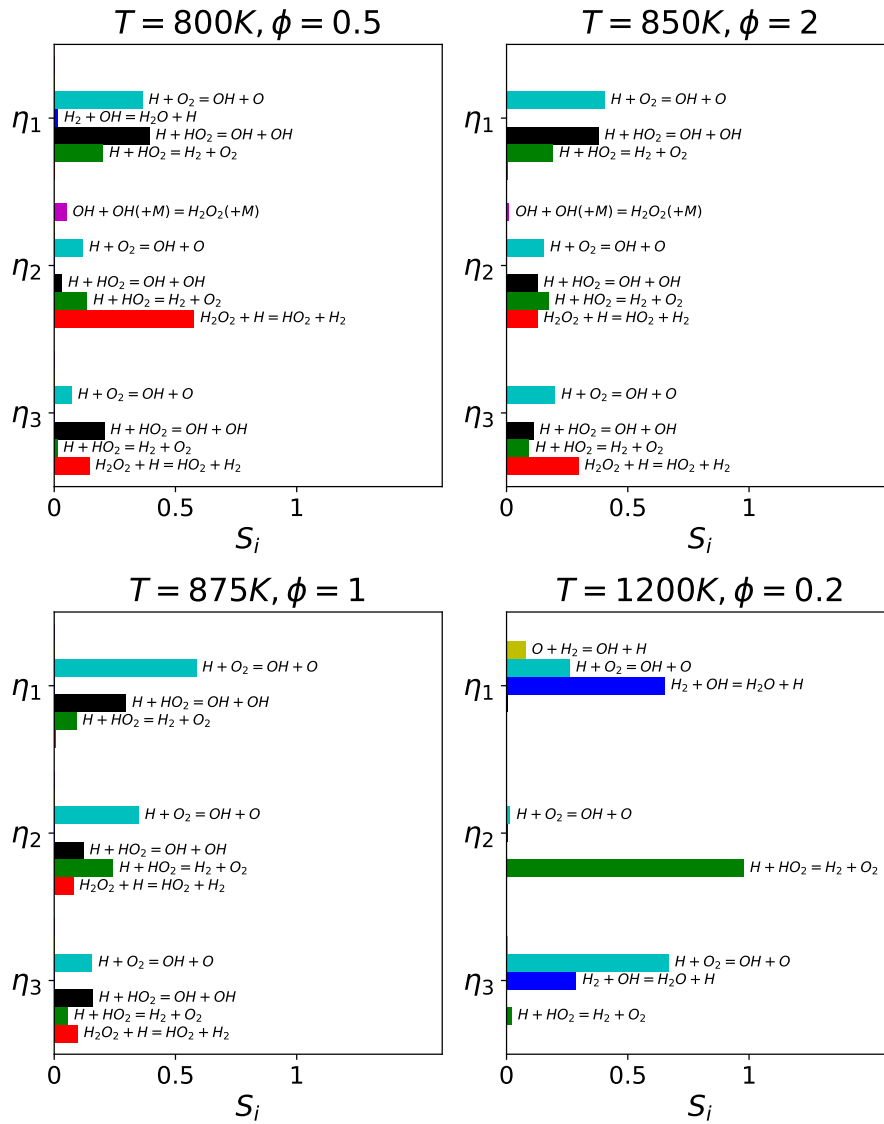 T = 800K, ϕ = 0.5
η₁
H + O₂ = OH + O
H₂ + OH = H₂O + H
H + HO₂ = OH + OH
H + HO₂ = H₂ + O₂
η₂
OH + OH(+M) = H₂O₂(+M)
H + O₂ = OH + O
H + HO₂ = OH + OH
H + HO₂ = H₂ + O₂
H₂O₂ + H = HO₂ + H₂
η₃
H + O₂ = OH + O
H + HO₂ = OH + OH
H + HO₂ = H₂ + O₂
H₂O₂ + H = HO₂ + H₂
0 0.5 1
Sᵢ
T = 850K, ϕ = 2
η₁
H + O₂ = OH + O
H + HO₂ = OH + OH
H + HO₂ = H₂ + O₂
η₂
OH + OH(+M) = H₂O₂(+M)
H + O₂ = OH + O
H + HO₂ = OH + OH
H + HO₂ = H₂ + O₂
H₂O₂ + H = HO₂ + H₂
η₃
H + O₂ = OH + O
H + HO₂ = OH + OH
H + HO₂ = H₂ + O₂
H₂O₂ + H = HO₂ + H₂
0 0.5 1
Sᵢ
T = 875K, ϕ = 1
η₁
H + O₂ = OH + O
H + HO₂ = OH + OH
H + HO₂ = H₂ + O₂
η₂
H + O₂ = OH + O
H + HO₂ = OH + OH
H + HO₂ = H₂ + O₂
H₂O₂ + H = HO₂ + H₂
η₃
H + O₂ = OH + O
H + HO₂ = OH + OH
H + HO₂ = H₂ + O₂
H₂O₂ + H = HO₂ + H₂
0 0.5 1
Sᵢ
T = 1200K, ϕ = 0.2
η₁
O + H₂ = OH + H
H + O₂ = OH + O
H₂ + OH = H₂O + H
η₂
H + O₂ = OH + O
H + HO₂ = H₂ + O₂
η₃
H + O₂ = OH + O
H₂ + OH = H₂O + H
H + HO₂ = H₂ + O₂
0 0.5 1
Sᵢ